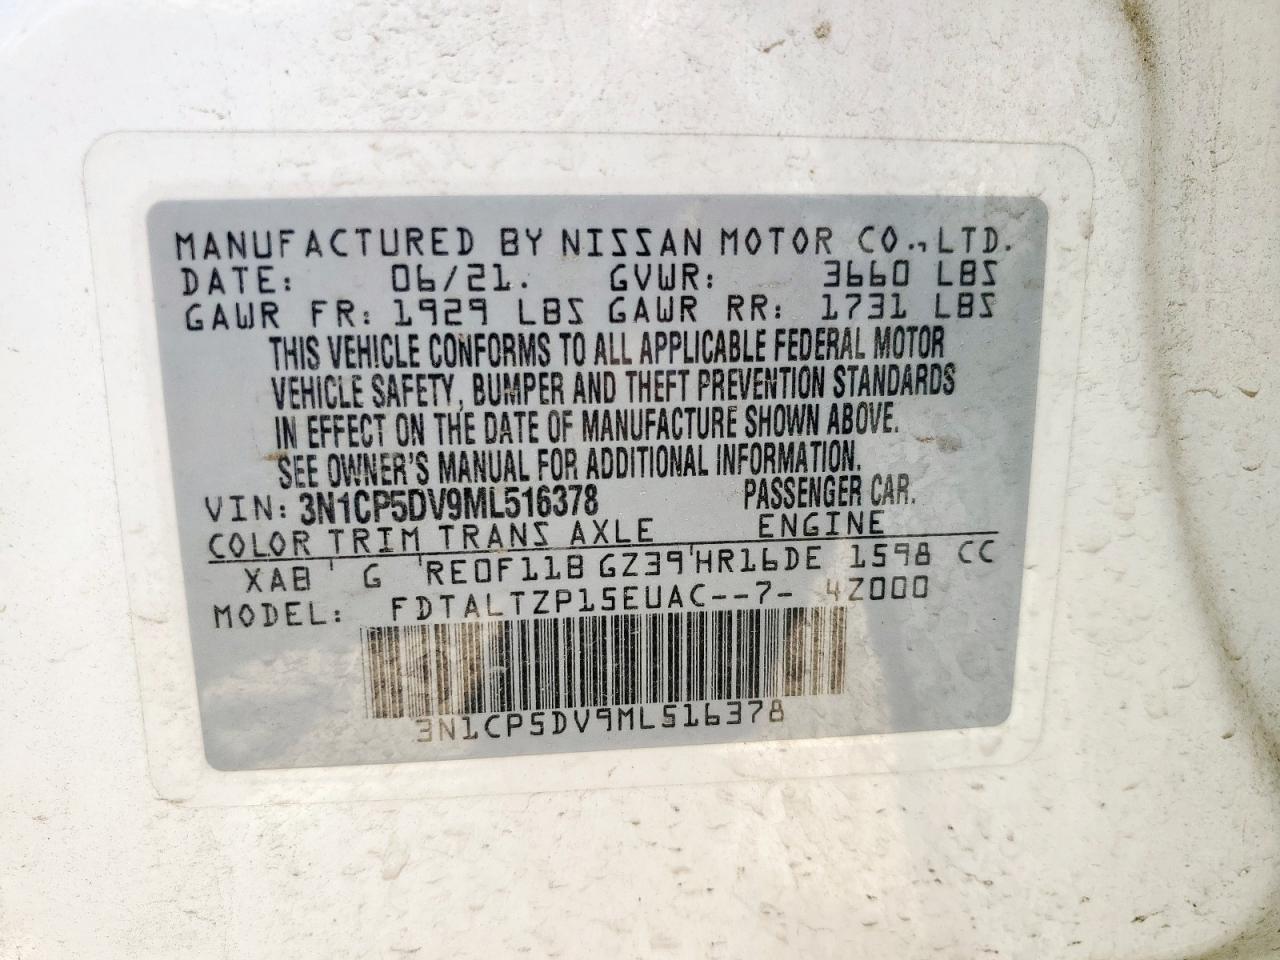 MANUFACTURED BY NISSAN MOTOR CO., LTD.
DATE: 06/21. GVWR: 3660 LBS
GAWR FR: 1929 LBS GAWR RR: 1731 LBS
THIS VEHICLE CONFORMS TO ALL APPLICABLE FEDERAL MOTOR
VEHICLE SAFETY, BUMPER AND THEFT PREVENTION STANDARDS
IN EFFECT ON THE DATE OF MANUFACTURE SHOWN ABOVE.
SEE OWNER'S MANUAL FOR ADDITIONAL INFORMATION.
VIN: 3N1CP5DV9ML516378 PASSENGER CAR.
COLOR TRIM TRANS AXLE ENGINE
XAB G RE0F11B GZ39 HR16DE 1598 CC
MODEL: FDTALTZP15EUAC--7- 4Z000
3N1CP5DV9ML516378